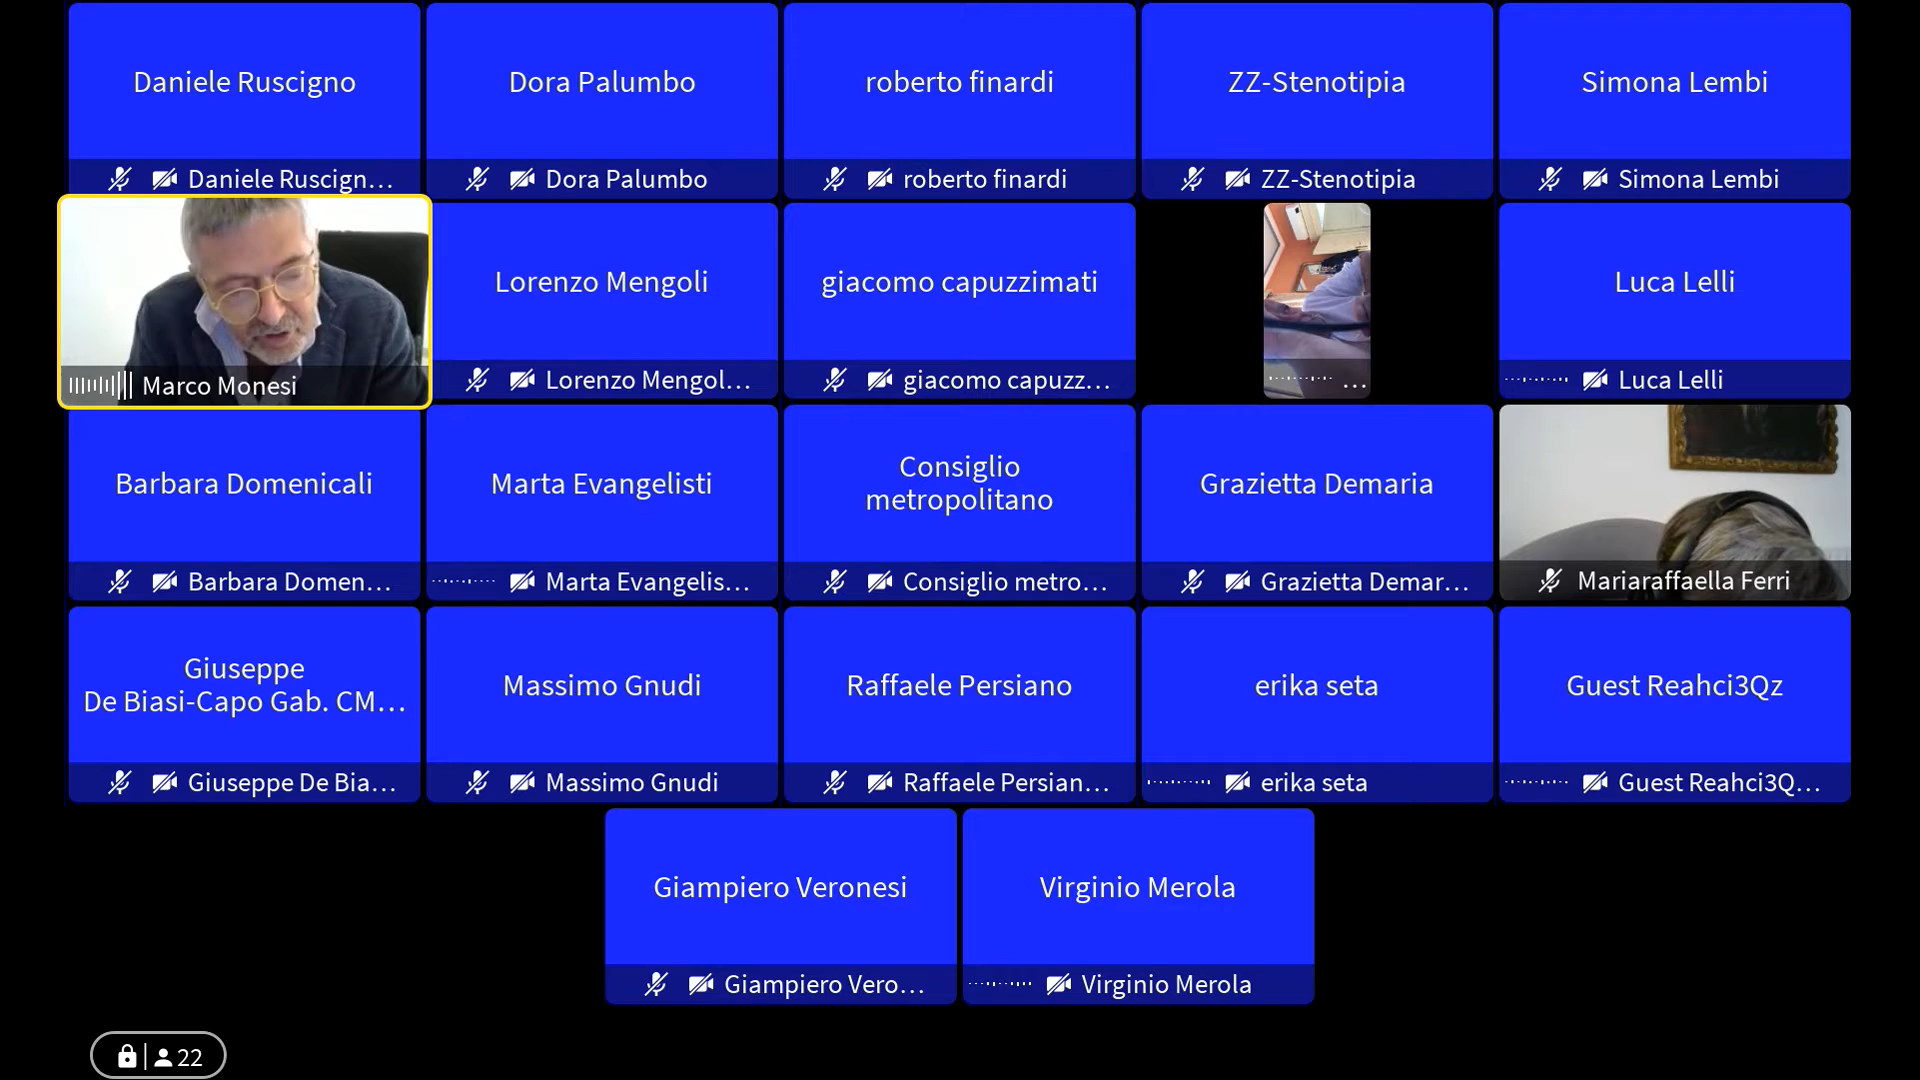 Daniele Ruscigno
Dora Palumbo
roberto finardi
ZZ-Stenotipia
Simona Lembi
Daniele Ruscign...
Dora Palumbo
roberto finardi
ZZ-Stenotipia
Simona Lembi
Lorenzo Mengoli
giacomo capuzzimati
Luca Lelli
Marco Monesi
Lorenzo Mengol...
giacomo capuzz...
...
Luca Lelli
Barbara Domenicali
Marta Evangelisti
Consiglio
metropolitano
Grazietta Demaria
Barbara Domen...
Marta Evangelis...
Consiglio metro...
Grazietta Demar...
Mariaraffaella Ferri
Giuseppe
De Biasi-Capo Gab. CM...
Massimo Gnudi
Raffaele Persiano
erika seta
Guest Reahci3Qz
Giuseppe De Bia...
Massimo Gnudi
Raffaele Persian...
erika seta
Guest Reahci3Q...
Giampiero Veronesi
Virginio Merola
Giampiero Vero...
Virginio Merola
22